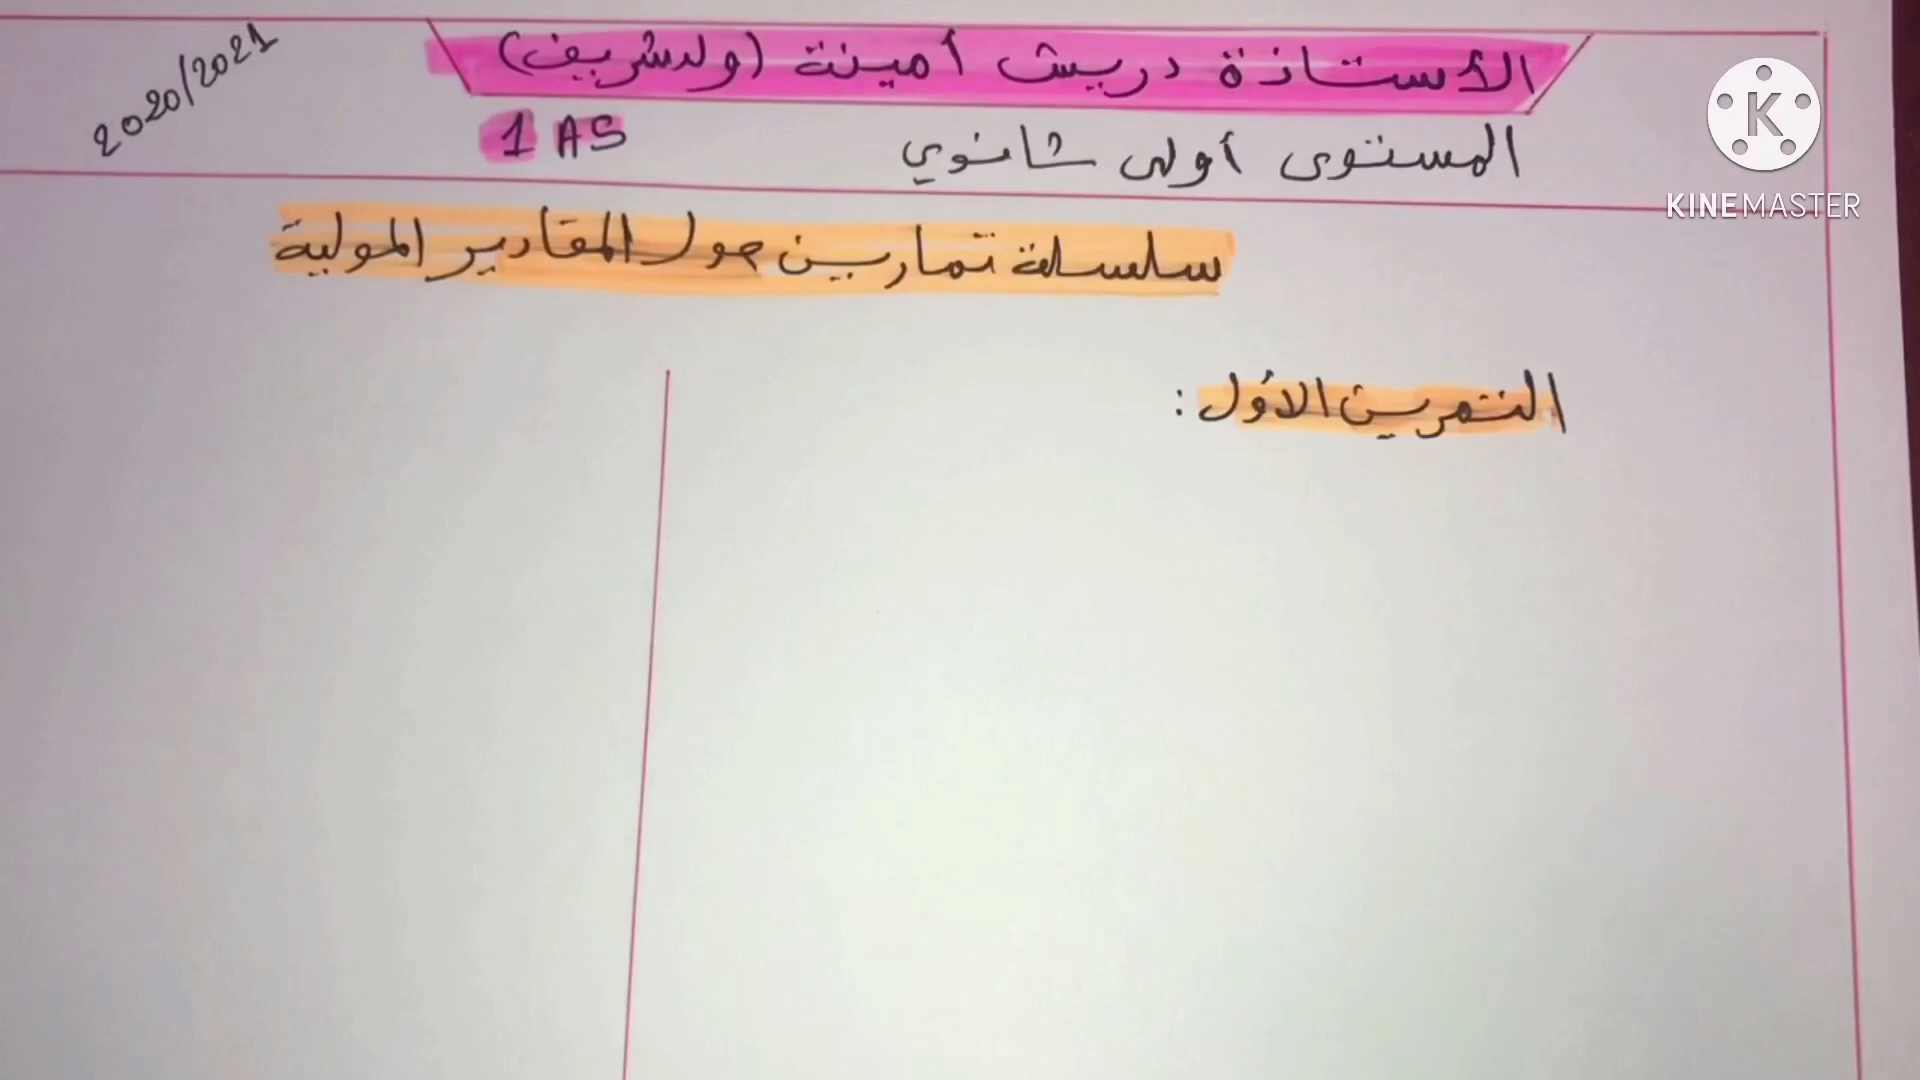 الأستاذة دريش أمينة (ولدشريف)
2020/2021
المستوى أولى ثانوي 1 AS
KINEMASTER
سلسلة تمارين حول المقادير المولية
التمرين الأول :